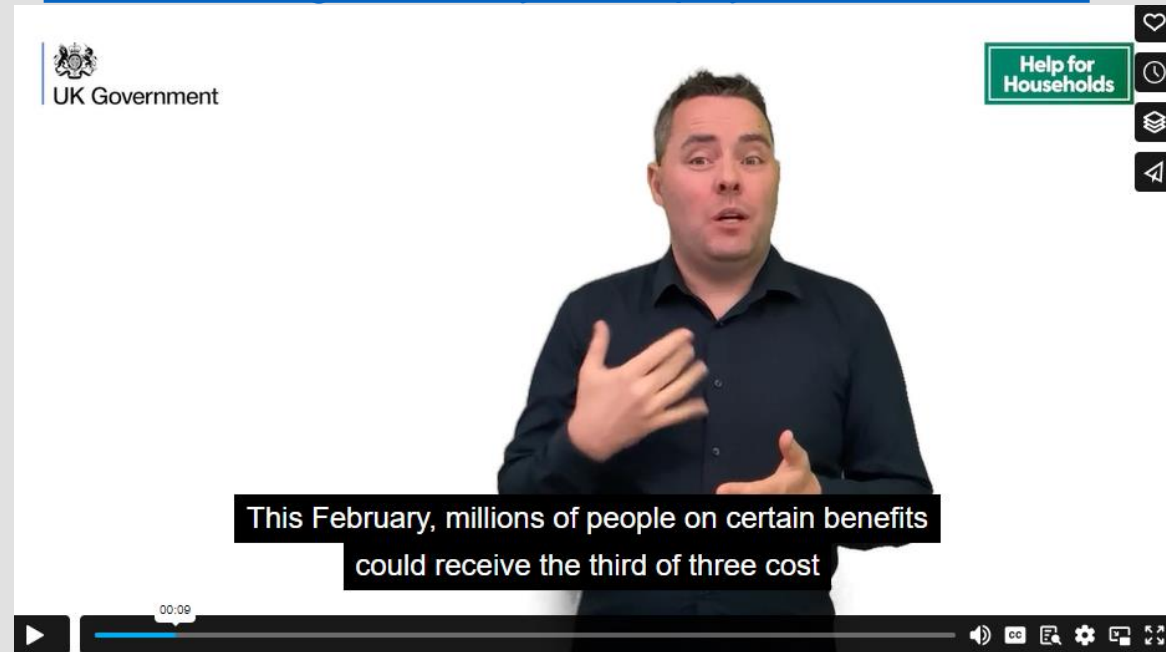 UK Government
Help for
Households
This February, millions of people on certain benefits
could receive the third of three cost
00:09
CC